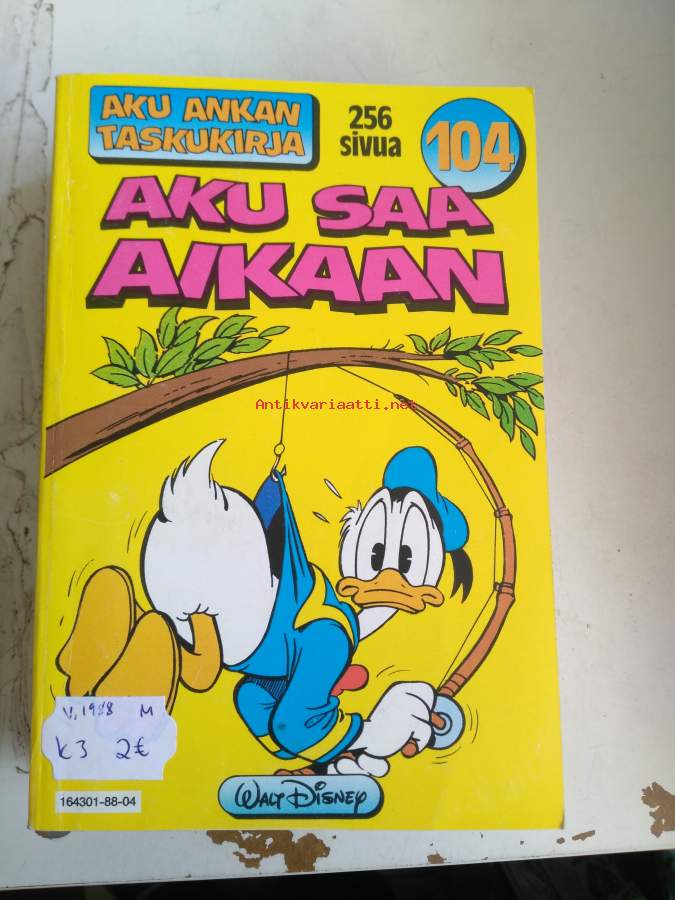 AKU ANKAN
TASKUKIRJA
256
sivua
104
AKU SAA
AIKAAN
Antikvariaatti.net
V. 1988 M
K3 2€
164301-88-04
WALT DISNEY